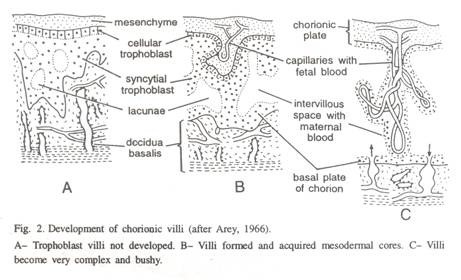 mesenchyme
cellular
trophoblast
syncytial
trophoblast
lacunae
docidua
basalis
chorionic
plate
capillaries with
fetal blood
intervillous
space with
maternal blood
basal plate
of chorion
A
B
C
Fig. 2. Development of chorionic villi (after Arey, 1966).
A– Trophoblast villi not developed. B– Villi formed and acquired mesodermal cores. C– Villi
become very complex and bushy.